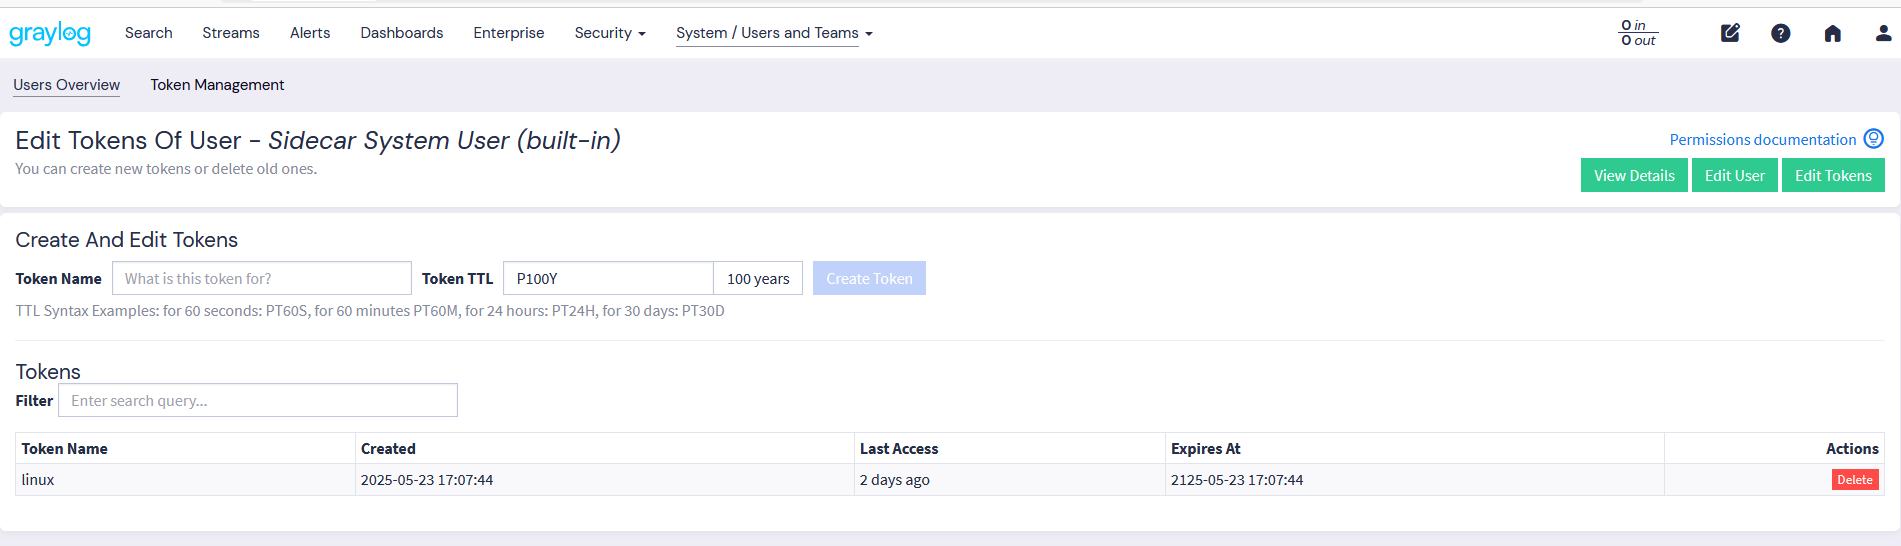 graylog Search Streams Alerts Dashboards Enterprise Security System / Users and Teams 0 in
0 out
Users Overview Token Management
Edit Tokens Of User - Sidecar System User (built-in)
Permissions documentation
You can create new tokens or delete old ones.
View Details Edit User Edit Tokens
Create And Edit Tokens
Token Name What is this token for? Token TTL P100Y 100 years Create Token
TTL Syntax Examples: for 60 seconds: PT60S, for 60 minutes PT60M, for 24 hours: PT24H, for 30 days: PT30D
Tokens
Filter Enter search query...
Token Name Created Last Access Expires At Actions
linux 2025-05-23 17:07:44 2 days ago 2125-05-23 17:07:44 Delete